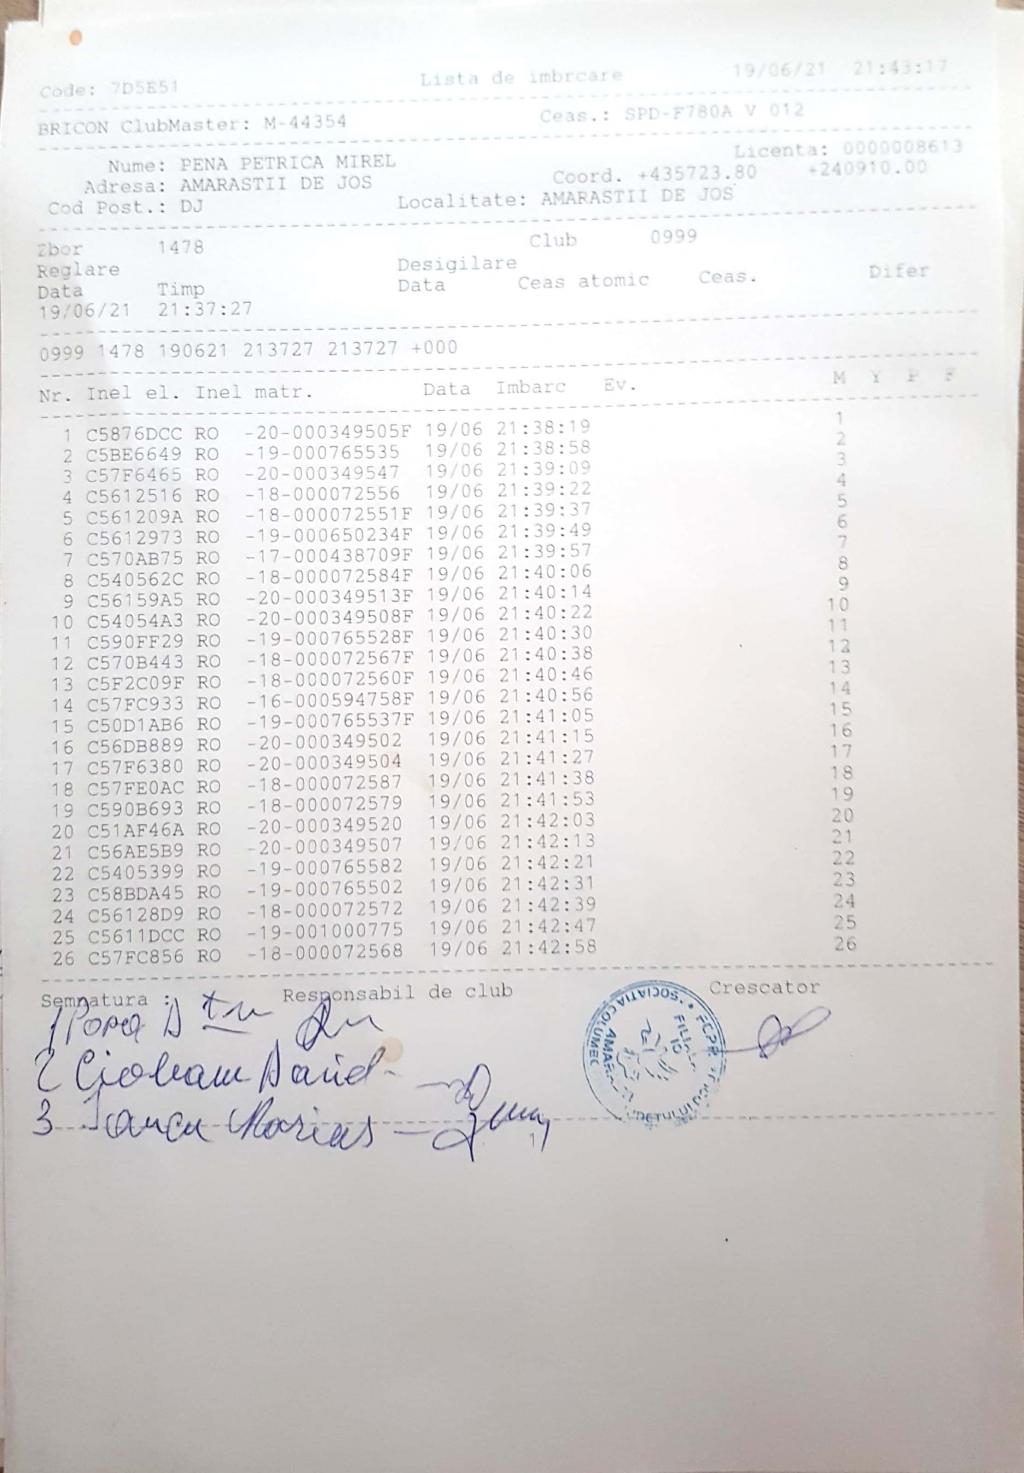 Code: 7D5E51 Lista de imbrcare 19/06/21 21:43:17
BRICON ClubMaster: M-44354 Ceas.: SPD-F780A V 012
Nume: PENA PETRICA MIREL Licenta: 0000008613
Adresa: AMARASTII DE JOS Coord. +435723.80 +240910.00
Cod Post.: DJ Localitate: AMARASTII DE JOS
Zbor 1478 Club 0999
Reglare Desigilare
Data Timp Data Ceas atomic Ceas. Difer
19/06/21 21:37:27
0999 1478 190621 213727 213727 +000
Nr. Inel el. Inel matr. Data Imbarc Ev. M Y P F
1 C5876DCC RO -20-000349505F 19/06 21:38:19 1
2 C5BE6649 RO -19-000765535 19/06 21:38:58 2
3 C57F6465 RO -20-000349547 19/06 21:39:09 3
4 C5612516 RO -18-000072556 19/06 21:39:22 4
5 C561209A RO -18-000072551F 19/06 21:39:37 5
6 C5612973 RO -19-000650234F 19/06 21:39:49 6
7 C570AB75 RO -17-000438709F 19/06 21:39:57 7
8 C540562C RO -18-000072584F 19/06 21:40:06 8
9 C56159A5 RO -20-000349513F 19/06 21:40:14 9
10 C54054A3 RO -20-000349508F 19/06 21:40:22 10
11 C590FF29 RO -19-000765528F 19/06 21:40:30 11
12 C570B443 RO -18-000072567F 19/06 21:40:38 12
13 C5F2C09F RO -18-000072560F 19/06 21:40:46 13
14 C57FC933 RO -16-000594758F 19/06 21:40:56 14
15 C50D1AB6 RO -19-000765537F 19/06 21:41:05 15
16 C56DB889 RO -20-000349502 19/06 21:41:15 16
17 C57F6380 RO -20-000349504 19/06 21:41:27 17
18 C57FE0AC RO -18-000072587 19/06 21:41:38 18
19 C590B693 RO -18-000072579 19/06 21:41:53 19
20 C51AF46A RO -20-000349520 19/06 21:42:03 20
21 C56AE5B9 RO -20-000349507 19/06 21:42:13 21
22 C5405399 RO -19-000765582 19/06 21:42:21 22
23 C58BDA45 RO -19-000765502 19/06 21:42:31 23
24 C56128D9 RO -18-000072572 19/06 21:42:39 24
25 C5611DCC RO -19-001000775 19/06 21:42:47 25
26 C57FC856 RO -18-000072568 19/06 21:42:58 26
Semnatura : Responsabil de club Crescator
1 Popa D
2 Cioban David
3 Iancu Marius